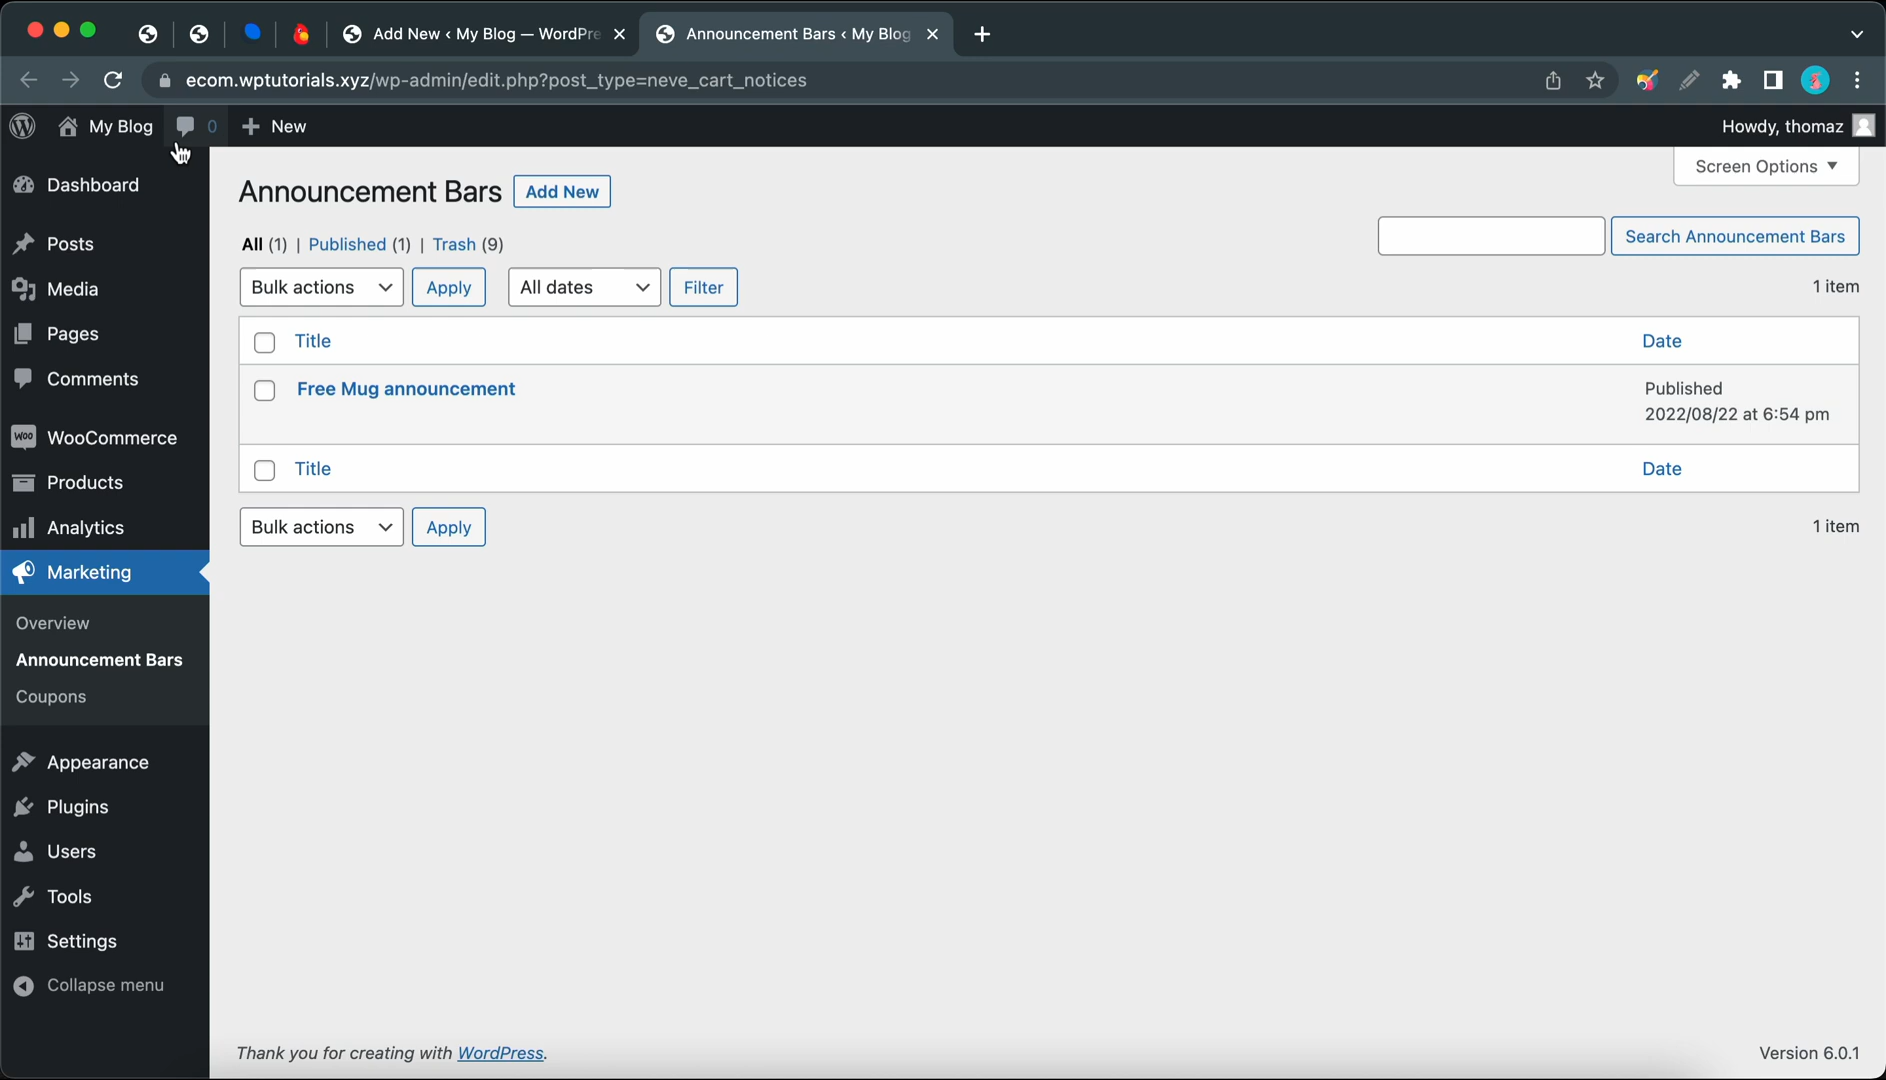 Add New ‹ My Blog — WordPre
Announcement Bars ‹ My Blog
ecom.wptutorials.xyz/wp-admin/edit.php?post_type=neve_cart_notices
My Blog
0
New
Howdy, thomaz
Screen Options
Dashboard
Posts
Media
Pages
Comments
Woo WooCommerce
Products
Analytics
Marketing
Overview
Announcement Bars
Coupons
Appearance
Plugins
Users
Tools
Settings
Collapse menu
Announcement Bars
Add New
All (1) | Published (1) | Trash (9)
Search Announcement Bars
Bulk actions
Apply
All dates
Filter
1 item
Title
Date
Free Mug announcement
Published
2022/08/22 at 6:54 pm
Title
Date
Bulk actions
Apply
1 item
Thank you for creating with WordPress.
Version 6.0.1